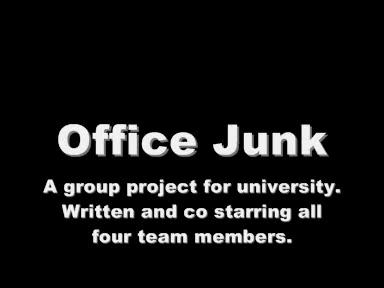 Office Junk
A group project for university.
Written and co starring all
four team members.